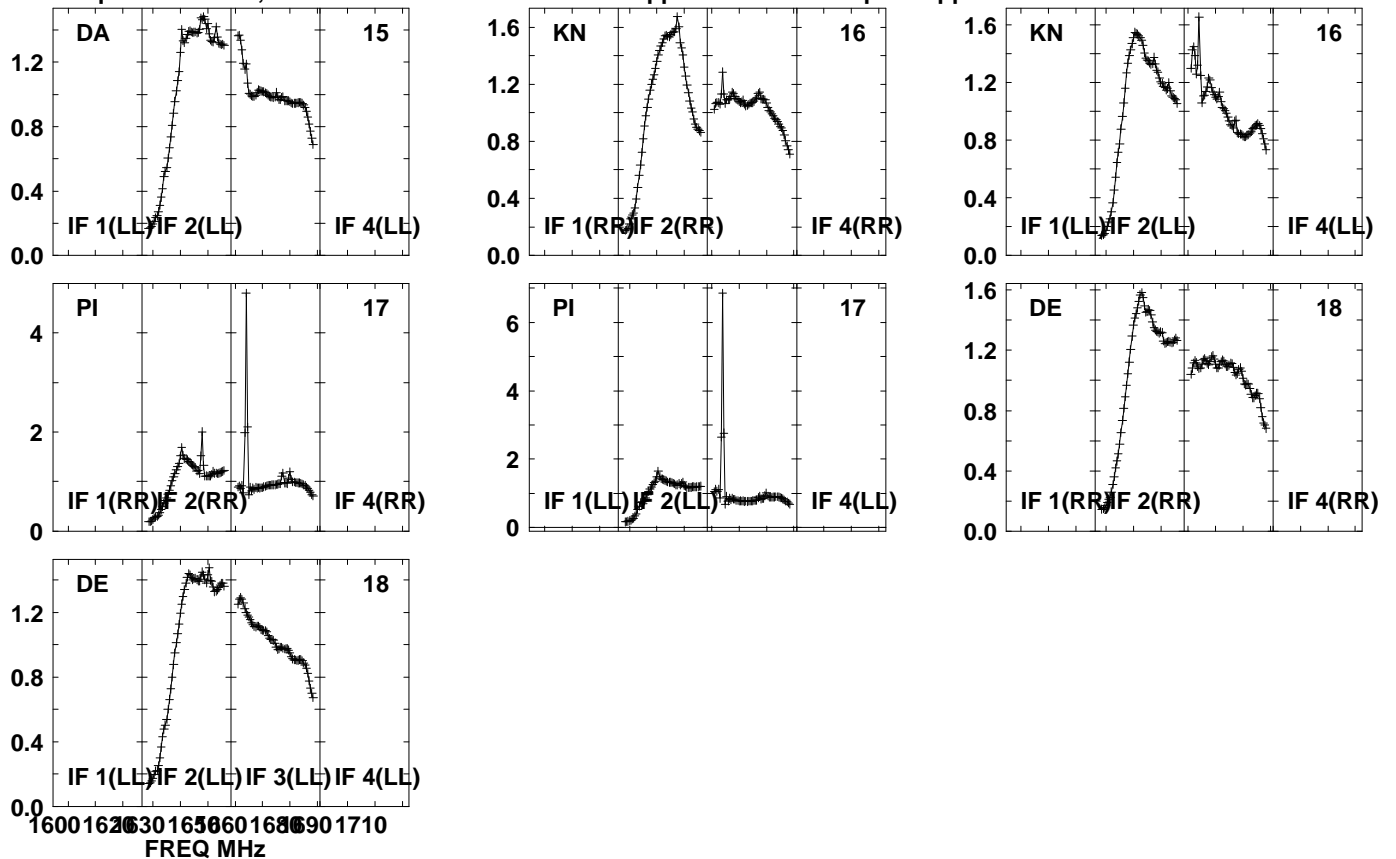 DA 15
1.2
0.8
0.4
0.0
IF 1(LL) IF 2(LL) IF 4(LL)
KN 16
1.6
1.2
0.8
0.4
0.0
IF 1(RR) IF 2(RR) IF 4(RR)
KN 16
1.6
1.2
0.8
0.4
0.0
IF 1(LL) IF 2(LL) IF 4(LL)
PI 17
4
2
0
IF 1(RR) IF 2(RR) IF 4(RR)
PI 17
6
4
2
0
IF 1(LL) IF 2(LL) IF 4(LL)
DE 18
1.6
1.2
0.8
0.4
0.0
IF 1(RR) IF 2(RR) IF 4(RR)
DE 18
1.2
0.8
0.4
0.0
IF 1(LL) IF 2(LL) IF 3(LL) IF 4(LL)
1600 1620 1630 1650 1660 1680 1690 1710
FREQ MHz